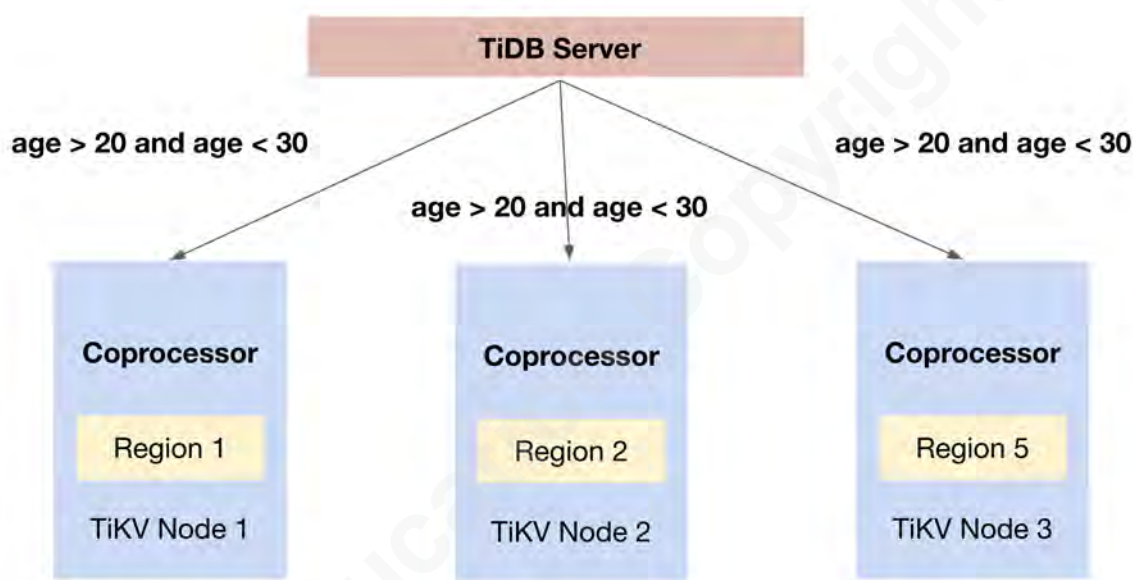 TiDB Server
age > 20 and age < 30
age > 20 and age < 30
age > 20 and age < 30
Coprocessor
Region 1
TiKV Node 1
Coprocessor
Region 2
TiKV Node 2
Coprocessor
Region 5
TiKV Node 3
Copyright